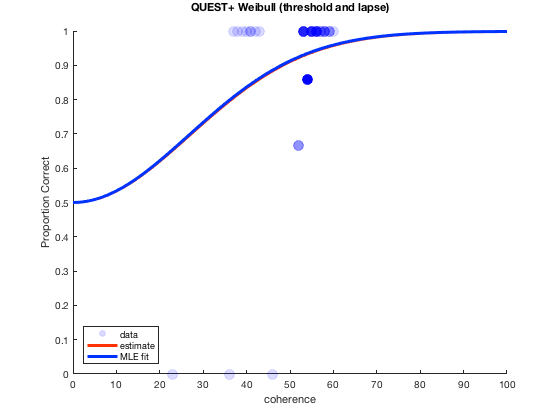 QUEST+ Weibull (threshold and lapse)
1
0.9
0.8
0.7
0.6
0.5
0.4
0.3
0.2
0.1
0
Proportion Correct
data
estimate
MLE fit
0 10 20 30 40 50 60 70 80 90 100
coherence